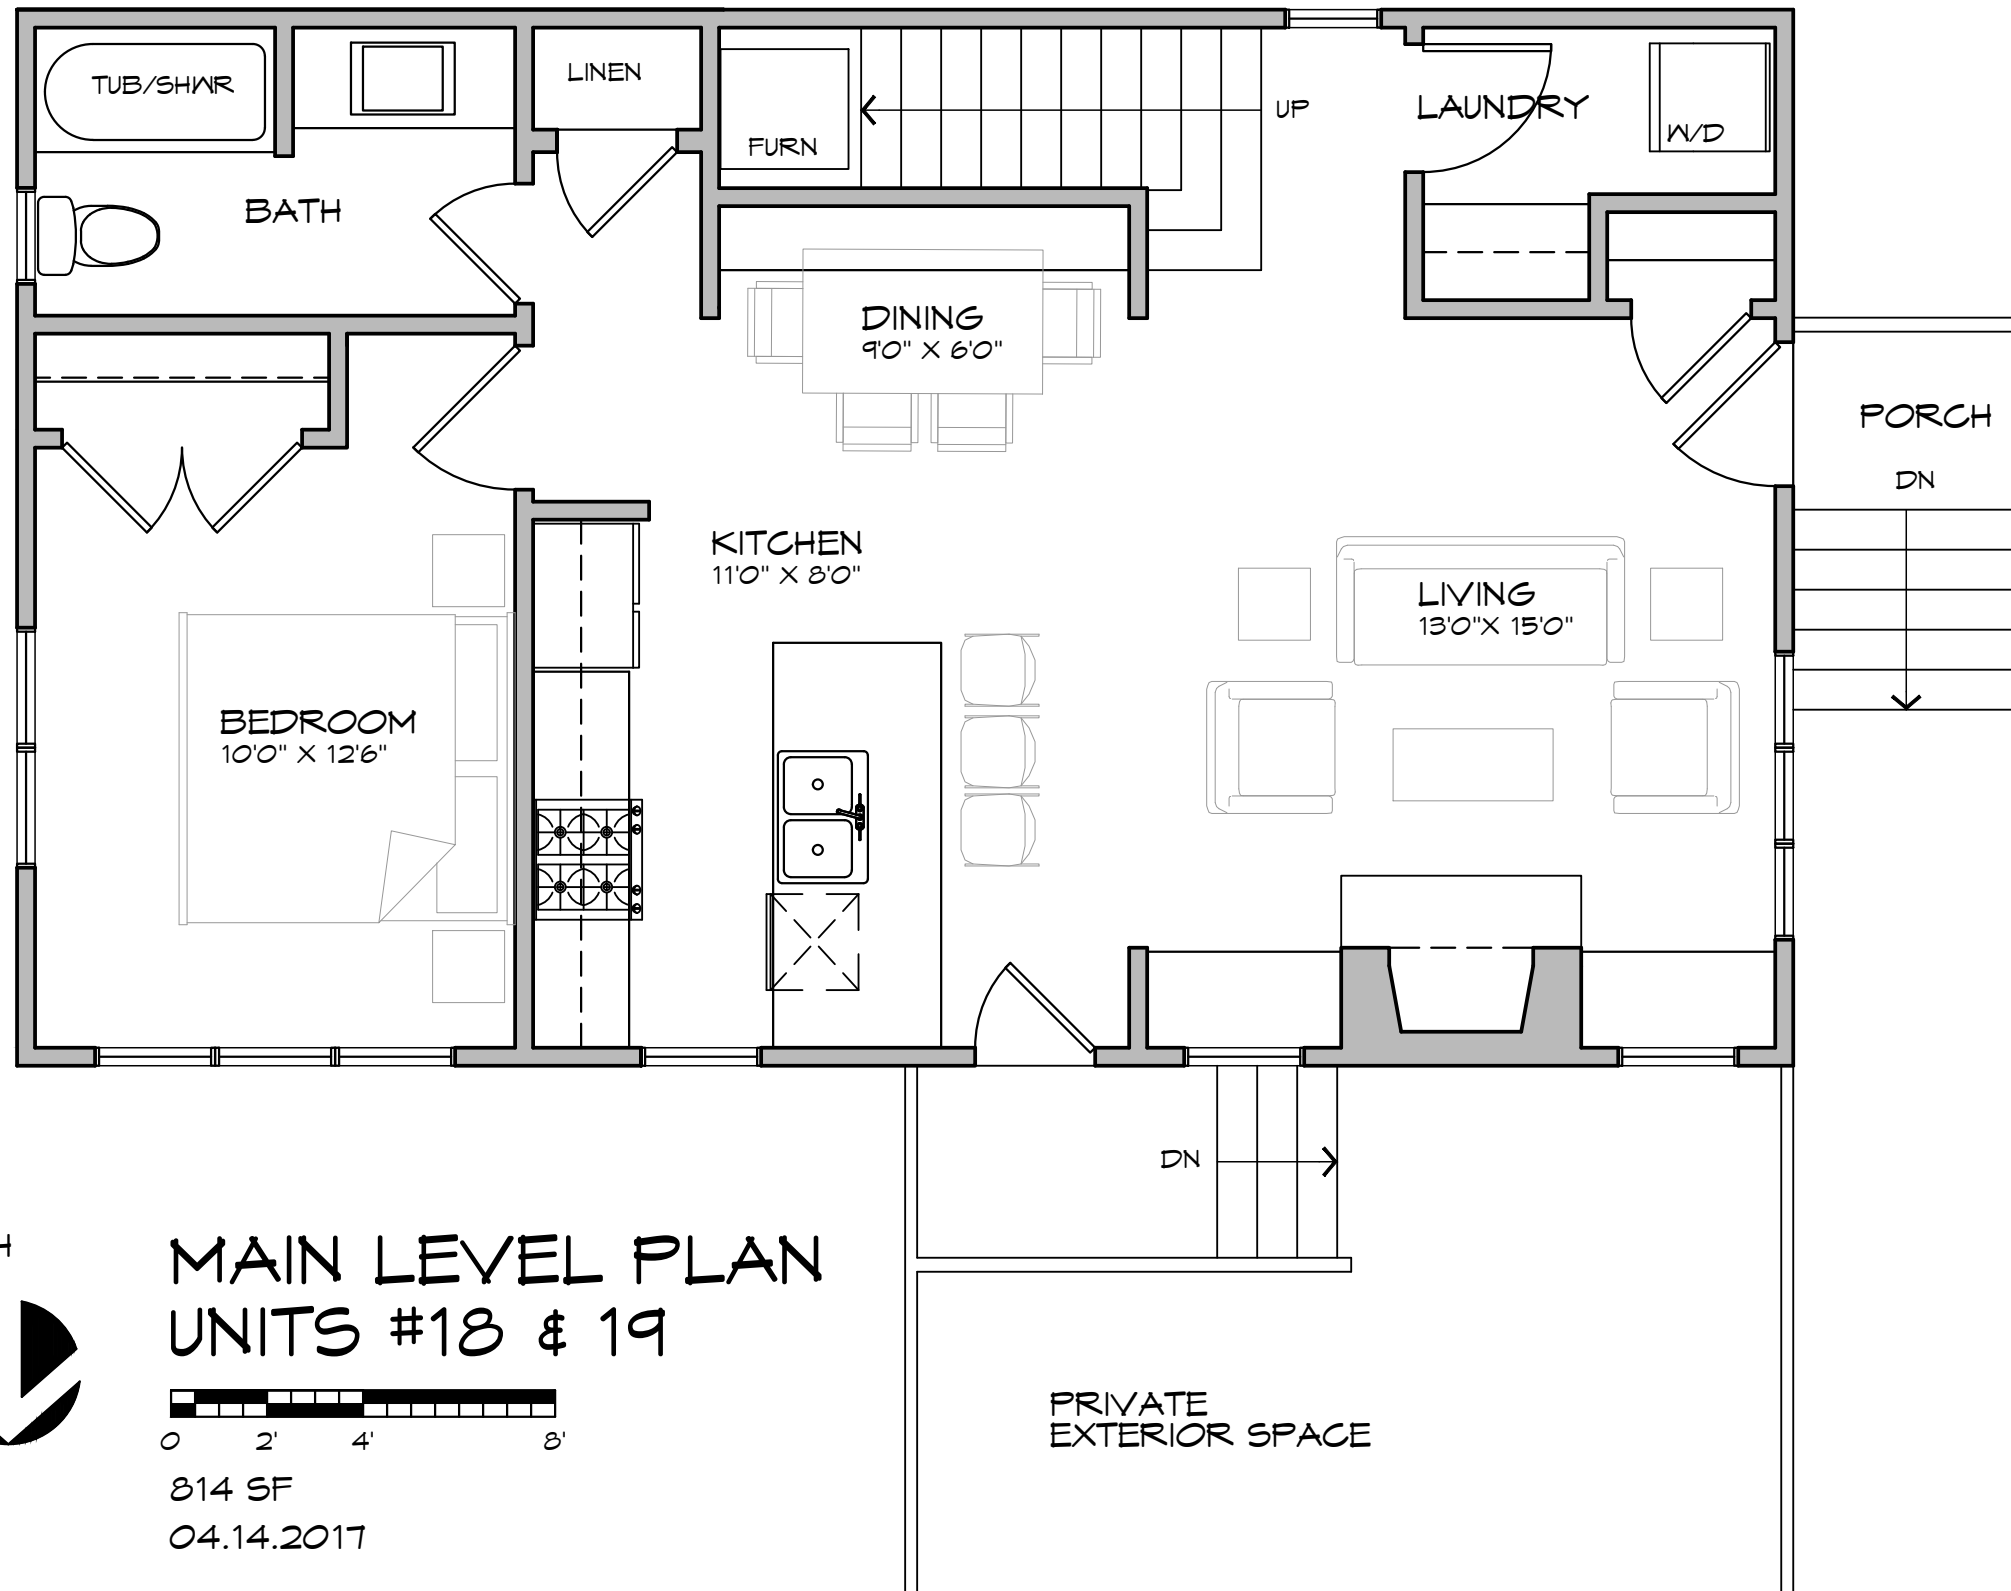 TUB/SHWR
LINEN
FURN
UP
LAUNDRY
W/D
BATH
DINING
9'0" X 6'0"
PORCH
DN
KITCHEN
11'0" X 8'0"
LIVING
13'0"X 15'0"
BEDROOM
10'0" X 12'6"
DN
H
MAIN LEVEL PLAN
UNITS #18 & 19
0 2' 4' 8'
814 SF
04.14.2017
PRIVATE
EXTERIOR SPACE